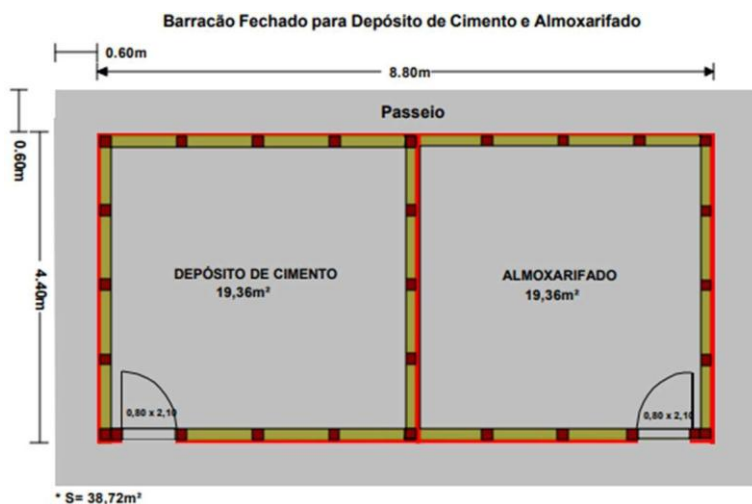 Barracão Fechado para Depósito de Cimento e Almoxarifado
0.60m
8.80m
Passeio
0.60m
4.40m
DEPÓSITO DE CIMENTO
19,36m²
ALMOXARIFADO
19,36m²
0,80 x 2,10
0,80 x 2,10
* S= 38,72m²